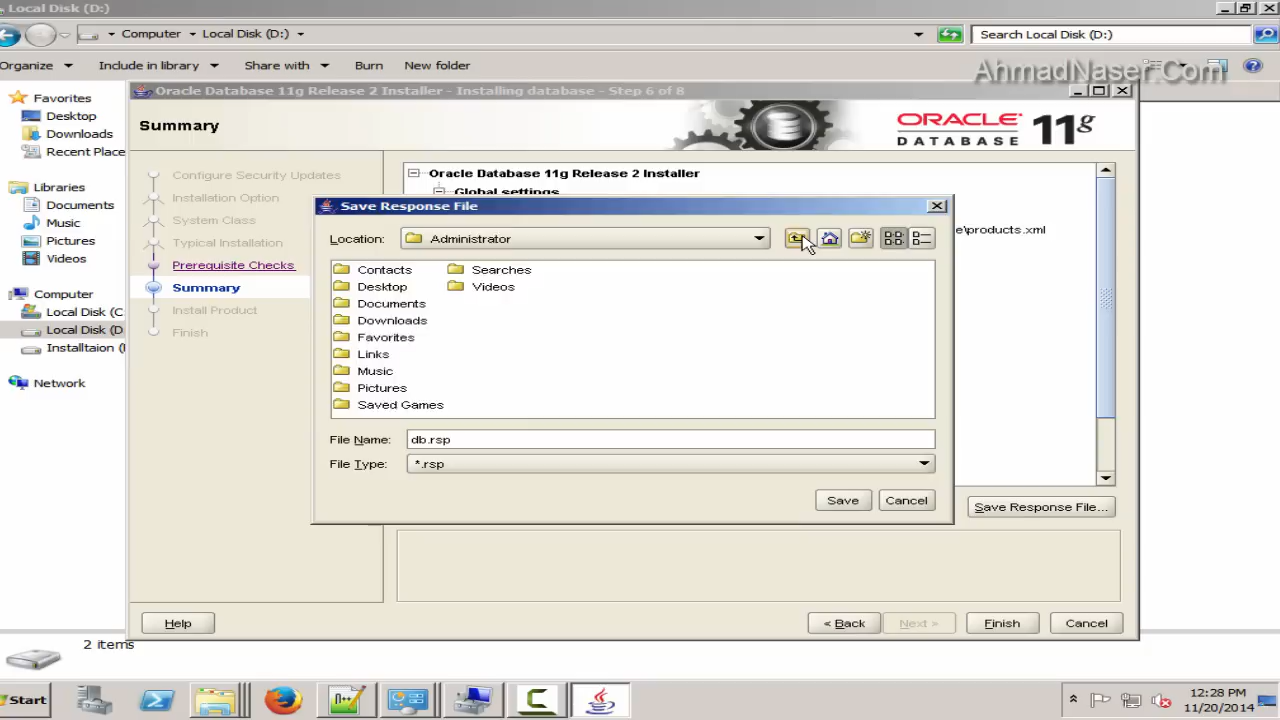 Local Disk (D:)
Computer Local Disk (D:)
Search Local Disk (D:)
Organize Include in library Share with Burn New folder
AhmadNaser.Com
Favorites
Desktop
Downloads
Recent Place
Libraries
Documents
Music
Pictures
Videos
Computer
Local Disk (C
Local Disk (D
Installtaion (
Network
2 items
Oracle Database 11g Release 2 Installer - Installing database - Step 6 of 8
Summary
ORACLE
DATABASE
11g
Configure Security Updates
Installation Option
System Class
Typical Installation
Prerequisite Checks
Summary
Install Product
Finish
Oracle Database 11g Release 2 Installer
Global settings
e\products.xml
Save Response File
Location: Administrator
Contacts
Desktop
Documents
Downloads
Favorites
Links
Music
Pictures
Saved Games
Searches
Videos
File Name: db.rsp
File Type: *.rsp
Save Cancel
Save Response File...
Help < Back Next > Finish Cancel
Start
12:28 PM
11/20/2014